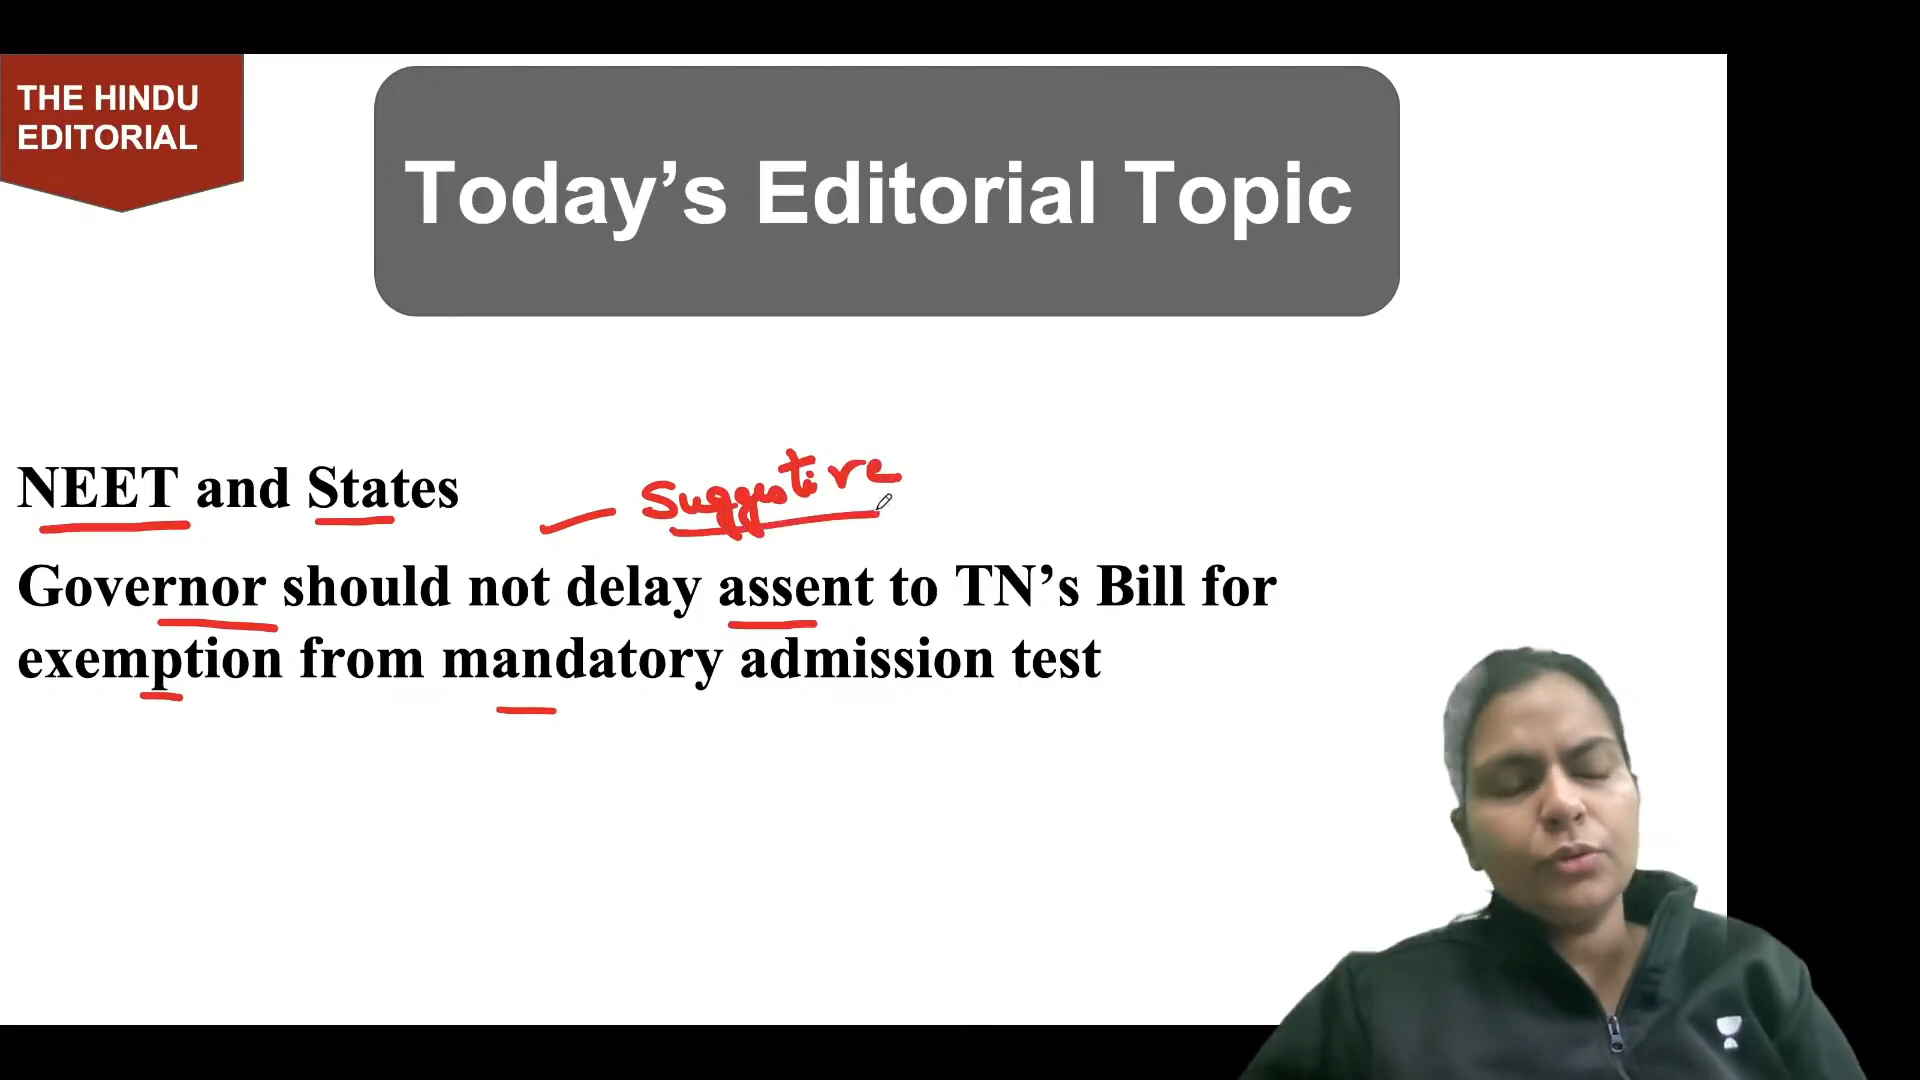 THE HINDU
EDITORIAL
Today’s Editorial Topic
NEET and States
Suggestive
Governor should not delay assent to TN’s Bill for
exemption from mandatory admission test